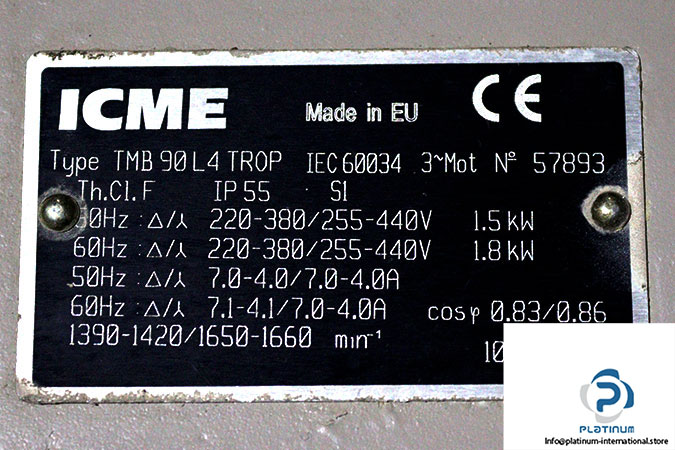 ICME Made in EU CE
Type TMB 90 L4 TROP IEC 60034 3~Mot Nº 57893
Th.Cl.F IP 55 S1
50Hz : Δ/⅄ 220-380/255-440V 1.5 kW
60Hz : Δ/⅄ 220-380/255-440V 1.8 kW
50Hz : Δ/⅄ 7.0-4.0/7.0-4.0A
60Hz : Δ/⅄ 7.1-4.1/7.0-4.0A cosφ 0.83/0.86
1390-1420/1650-1660 min⁻¹
PLATINUM
Info@platinum-international.store